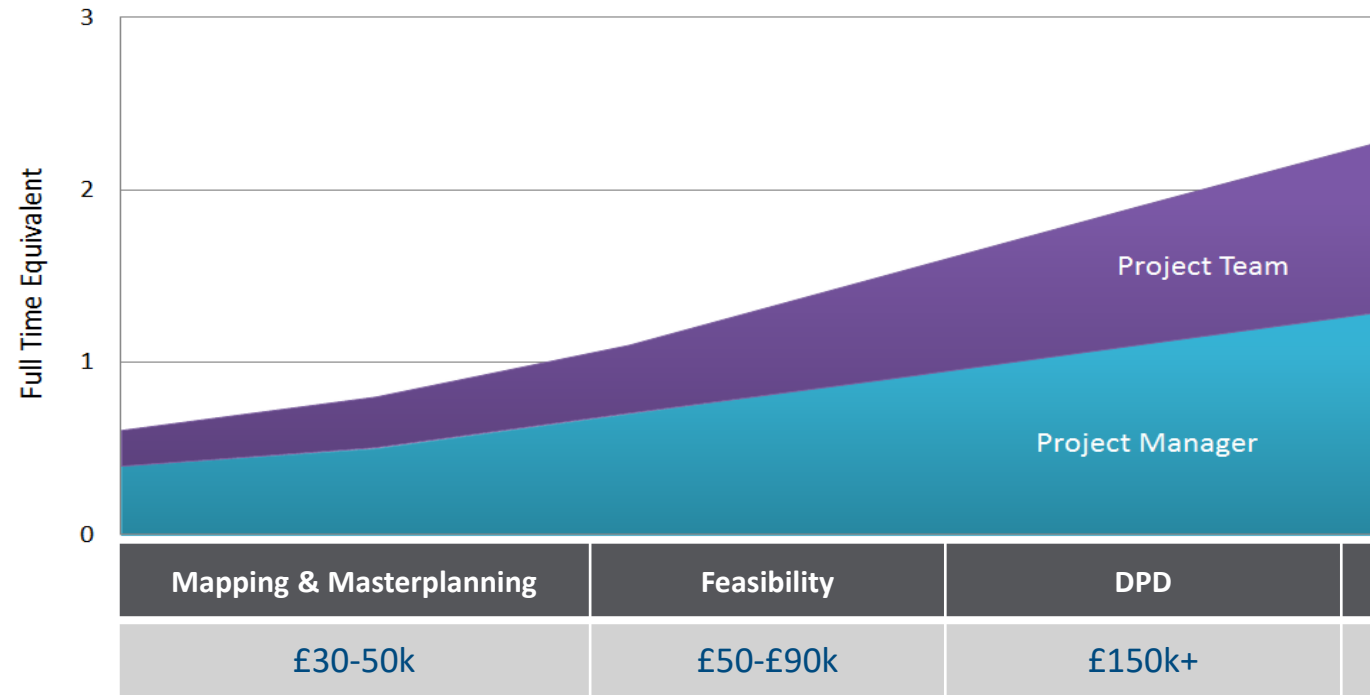 3
2
1
0
Full Time Equivalent
Project Team
Project Manager
Mapping & Masterplanning
Feasibility
DPD
£30-50k
£50-£90k
£150k+